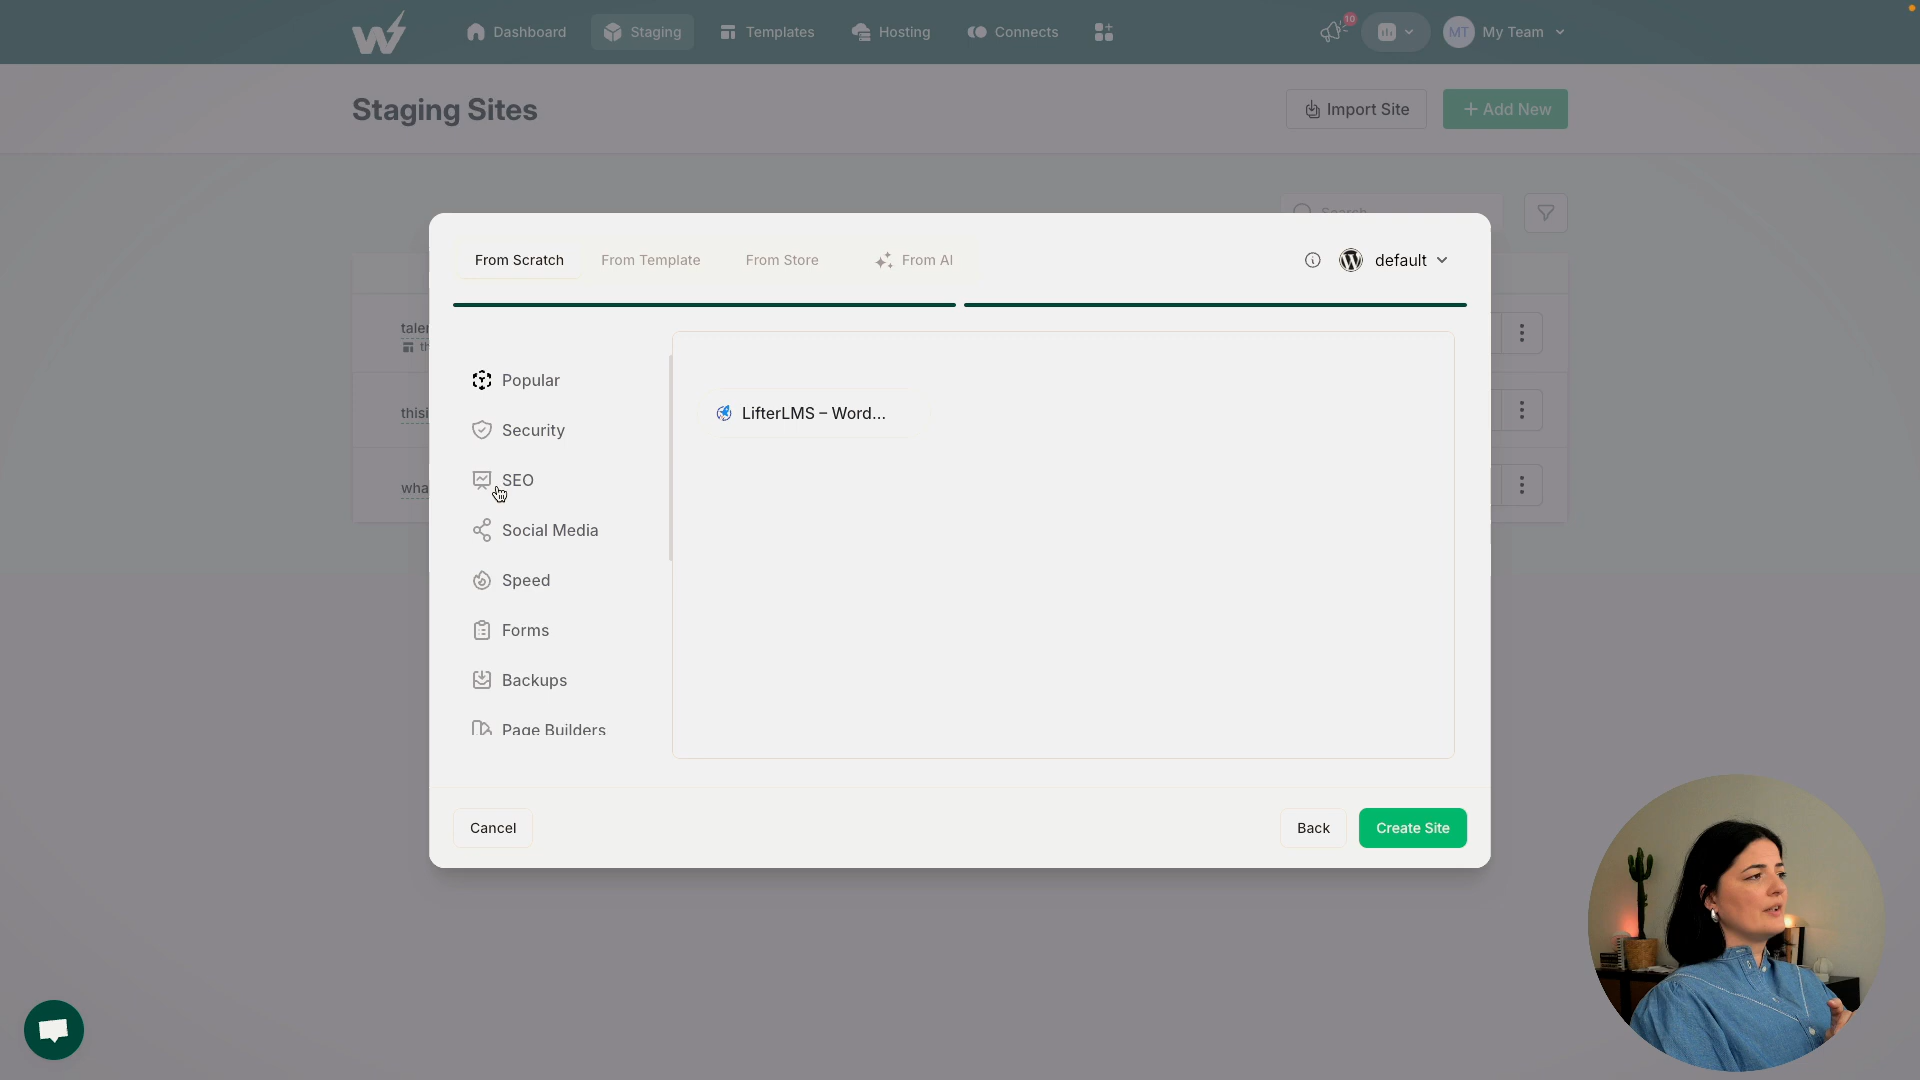 Dashboard
Staging
Templates
Hosting
Connects
10
MT
My Team
Staging Sites
Import Site
+ Add New
Search
From Scratch
From Template
From Store
From AI
default
Popular
Security
SEO
Social Media
Speed
Forms
Backups
Page Builders
LifterLMS – Word...
Cancel
Back
Create Site